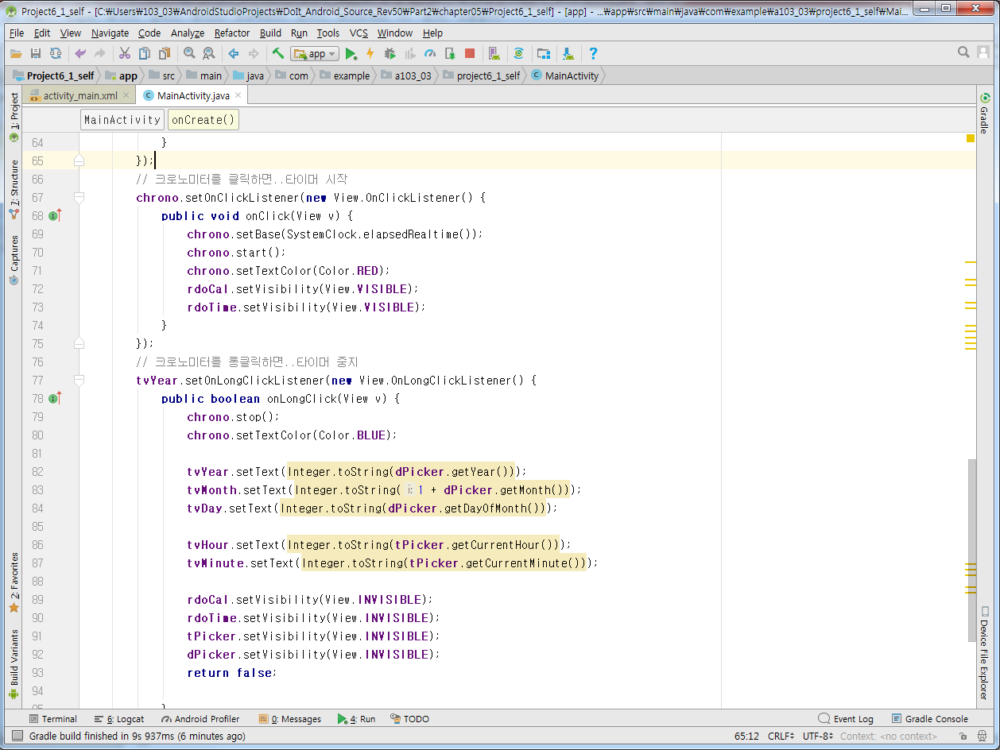 Project6_1_self - [C:₩Users₩103_03₩AndroidStudioProjects₩DoIt_Android_Source_Rev50₩Part2₩chapter05₩Project6_1_self] - [app] - ...₩app₩src₩main₩java₩com₩example₩a103_03₩project6_1_self₩Mai...
File Edit View Navigate Code Analyze Refactor Build Run Tools VCS Window Help
app
Project6_1_self app src main java com example a103_03 project6_1_self MainActivity
activity_main.xml MainActivity.java
MainActivity onCreate()
1: Project
7: Structure
Captures
2: Favorites
Build Variants
64 }
65 });
66 // 크로노미터를 클릭하면..타이머 시작
67 chrono.setOnClickListener(new View.OnClickListener() {
68 public void onClick(View v) {
69 chrono.setBase(SystemClock.elapsedRealtime());
70 chrono.start();
71 chrono.setTextColor(Color.RED);
72 rdoCal.setVisibility(View.VISIBLE);
73 rdoTime.setVisibility(View.VISIBLE);
74 }
75 });
76 // 크로노미터를 롱클릭하면..타이머 중지
77 tvYear.setOnLongClickListener(new View.OnLongClickListener() {
78 public boolean onLongClick(View v) {
79 chrono.stop();
80 chrono.setTextColor(Color.BLUE);
81
82 tvYear.setText(Integer.toString(dPicker.getYear()));
83 tvMonth.setText(Integer.toString( i: 1 + dPicker.getMonth()));
84 tvDay.setText(Integer.toString(dPicker.getDayOfMonth()));
85
86 tvHour.setText(Integer.toString(tPicker.getCurrentHour()));
87 tvMinute.setText(Integer.toString(tPicker.getCurrentMinute()));
88
89 rdoCal.setVisibility(View.INVISIBLE);
90 rdoTime.setVisibility(View.INVISIBLE);
91 tPicker.setVisibility(View.INVISIBLE);
92 dPicker.setVisibility(View.INVISIBLE);
93 return false;
94
95 }
Gradle
Device File Explorer
Terminal 6: Logcat Android Profiler 0: Messages 4: Run TODO Event Log Gradle Console
Gradle build finished in 9s 937ms (6 minutes ago) 65:12 CRLF UTF-8 Context: <no context>